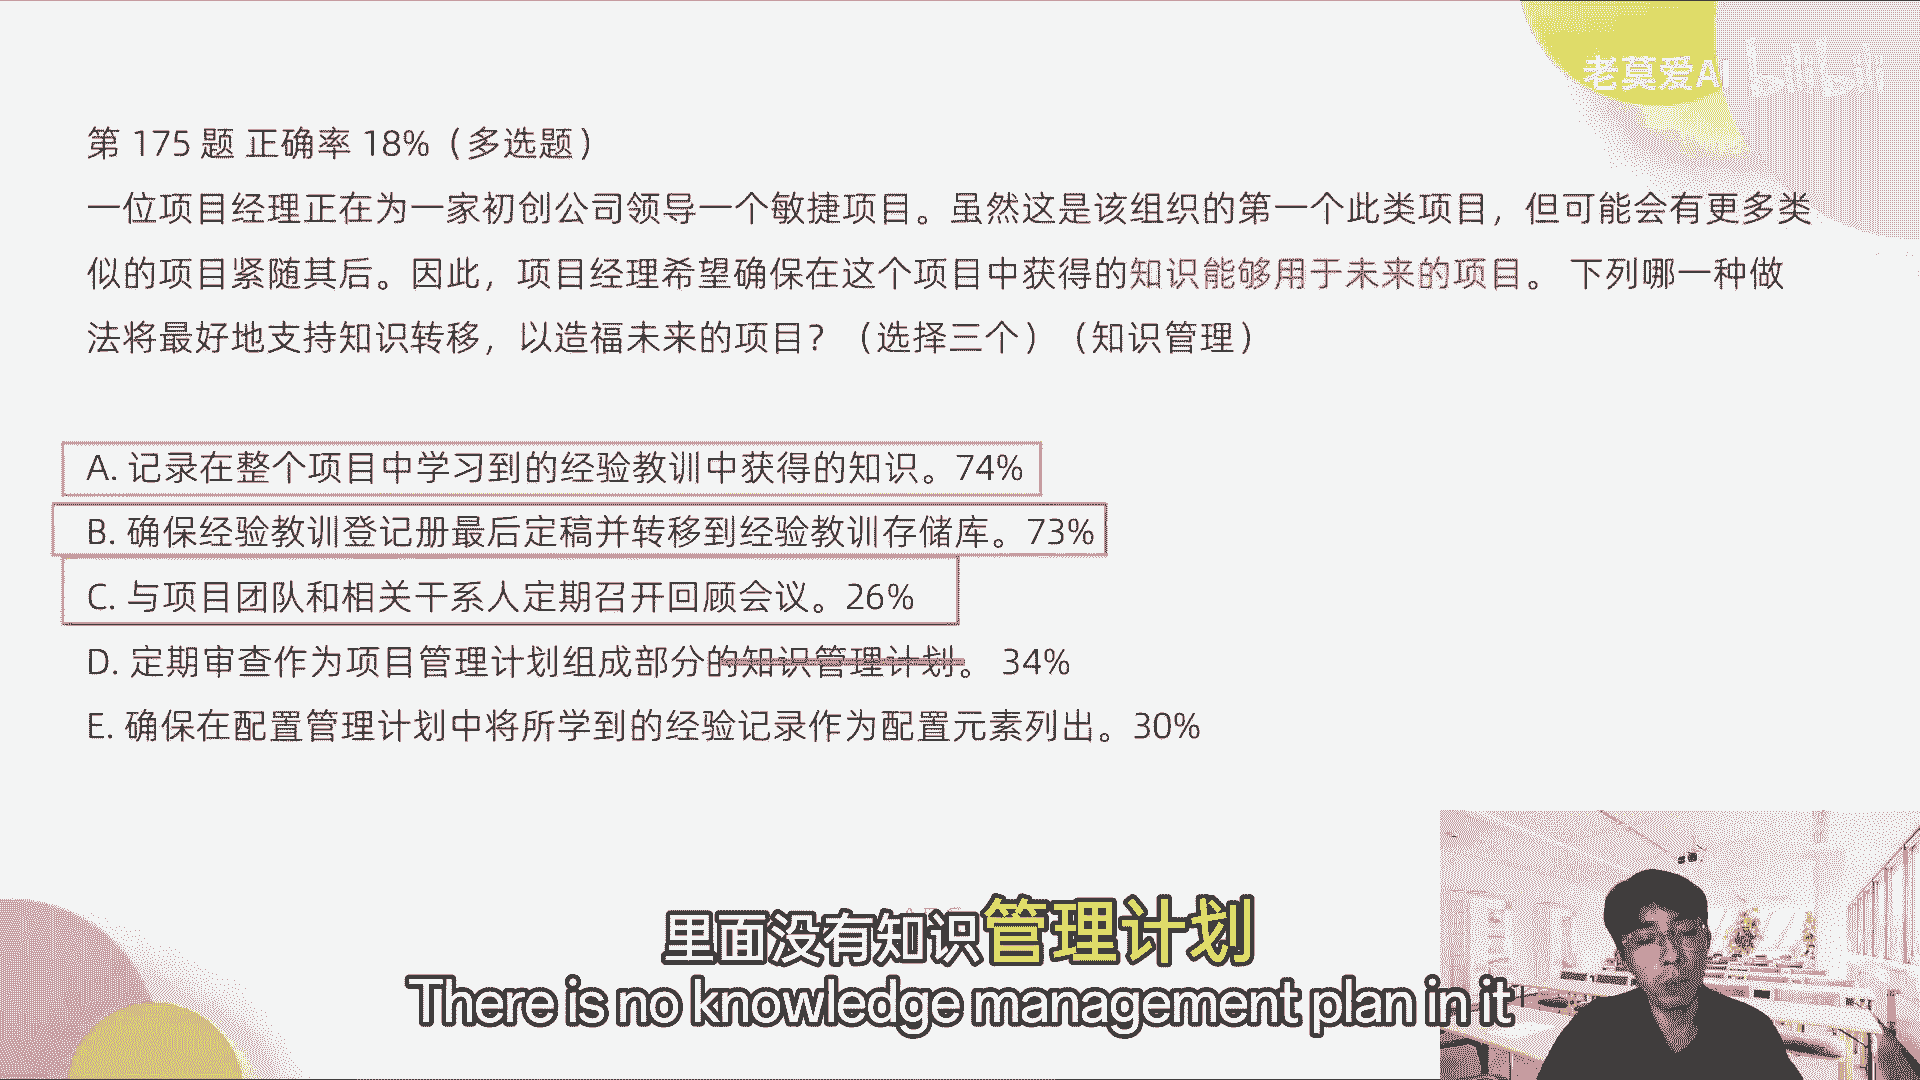 老莫爱AI bilibili
第 175 题 正确率 18%（多选题）
一位项目经理正在为一家初创公司领导一个敏捷项目。虽然这是该组织的第一个此类项目，但可能会有更多类
似的项目紧随其后。因此，项目经理希望确保在这个项目中获得的知识能够用于未来的项目。 下列哪一种做
法将最好地支持知识转移，以造福未来的项目？（选择三个）（知识管理）
A. 记录在整个项目中学习到的经验教训中获得的知识。74%
B. 确保经验教训登记册最后定稿并转移到经验教训存储库。73%
C. 与项目团队和相关干系人定期召开回顾会议。26%
D. 定期审查作为项目管理计划组成部分的知识管理计划。 34%
E. 确保在配置管理计划中将所学到的经验记录作为配置元素列出。30%
里面没有知识管理计划
There is no knowledge management plan in it